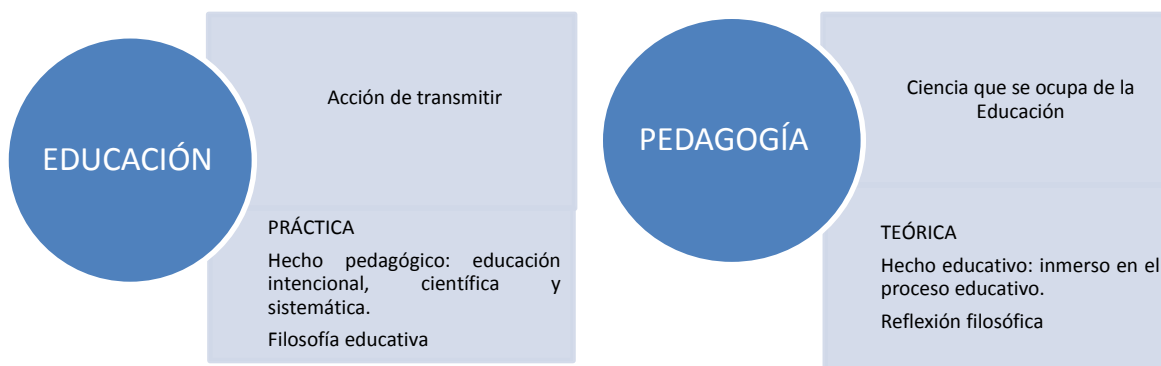 EDUCACIÓN
Acción de transmitir
PRÁCTICA
Hecho pedagógico: educación
intencional, científica y
sistemática.
Filosofía educativa
PEDAGOGÍA
Ciencia que se ocupa de la
Educación
TEÓRICA
Hecho educativo: inmerso en el
proceso educativo.
Reflexión filosófica